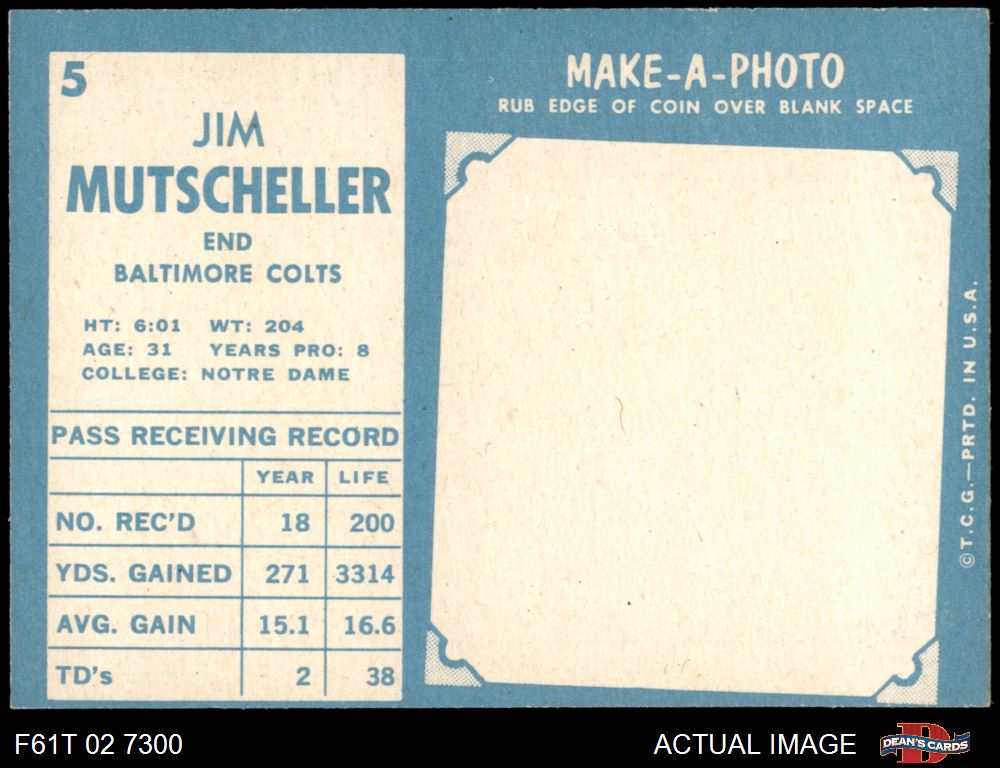 5
JIM
MUTSCHELLER
END
BALTIMORE COLTS
HT: 6:01 WT: 204
AGE: 31 YEARS PRO: 8
COLLEGE: NOTRE DAME
PASS RECEIVING RECORD
YEAR LIFE
NO. REC'D 18 200
YDS. GAINED 271 3314
AVG. GAIN 15.1 16.6
TD's 2 38
MAKE-A-PHOTO
RUB EDGE OF COIN OVER BLANK SPACE
©T.C.G.—PRTD. IN U.S.A.
F61T 02 7300
ACTUAL IMAGE
DEAN'S CARDS